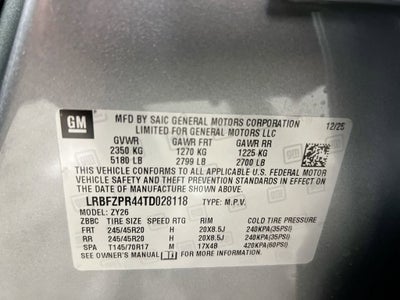 GM
MFD BY SAIC GENERAL MOTORS CORPORATION 12/25
LIMITED FOR GENERAL MOTORS LLC
GVWR GAWR FRT GAWR RR
2350 KG 1270 KG 1225 KG
5180 LB 2799 LB 2700 LB
THIS VEHICLE CONFORMS TO ALL APPLICABLE U.S. FEDERAL MOTOR
VEHICLE SAFETY AND THEFT PREVENTION STANDARDS IN EFFECT
ON THE DATE OF MANUFACTURE SHOWN ABOVE.
LRBFZPR44TD028118 TYPE: M.P.V.
MODEL: ZY26
ZBBC TIRE SIZE SPEED RTG RIM COLD TIRE PRESSURE
FRT 245/45R20 H 20X8.5J 240KPA(35PSI)
RR 245/45R20 H 20X8.5J 240KPA(35PSI)
SPA T145/70R17 M 17X4B 420KPA(60PSI)
SEE OWNER'S MANUAL FOR MORE INFORMATION.